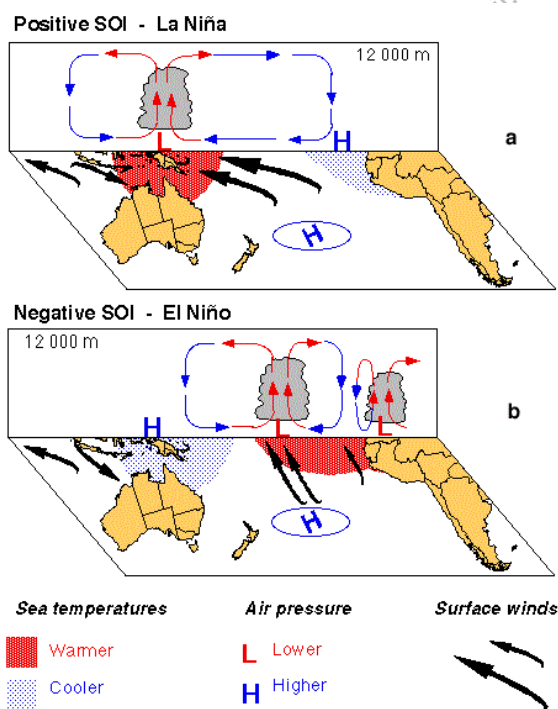 Positive SOI - La Niña
12 000 m
a
L
H
H
Negative SOI - El Niño
12 000 m
b
H
L
L
H
Sea temperatures
Air pressure
Surface winds
Warmer
L Lower
Cooler
H Higher